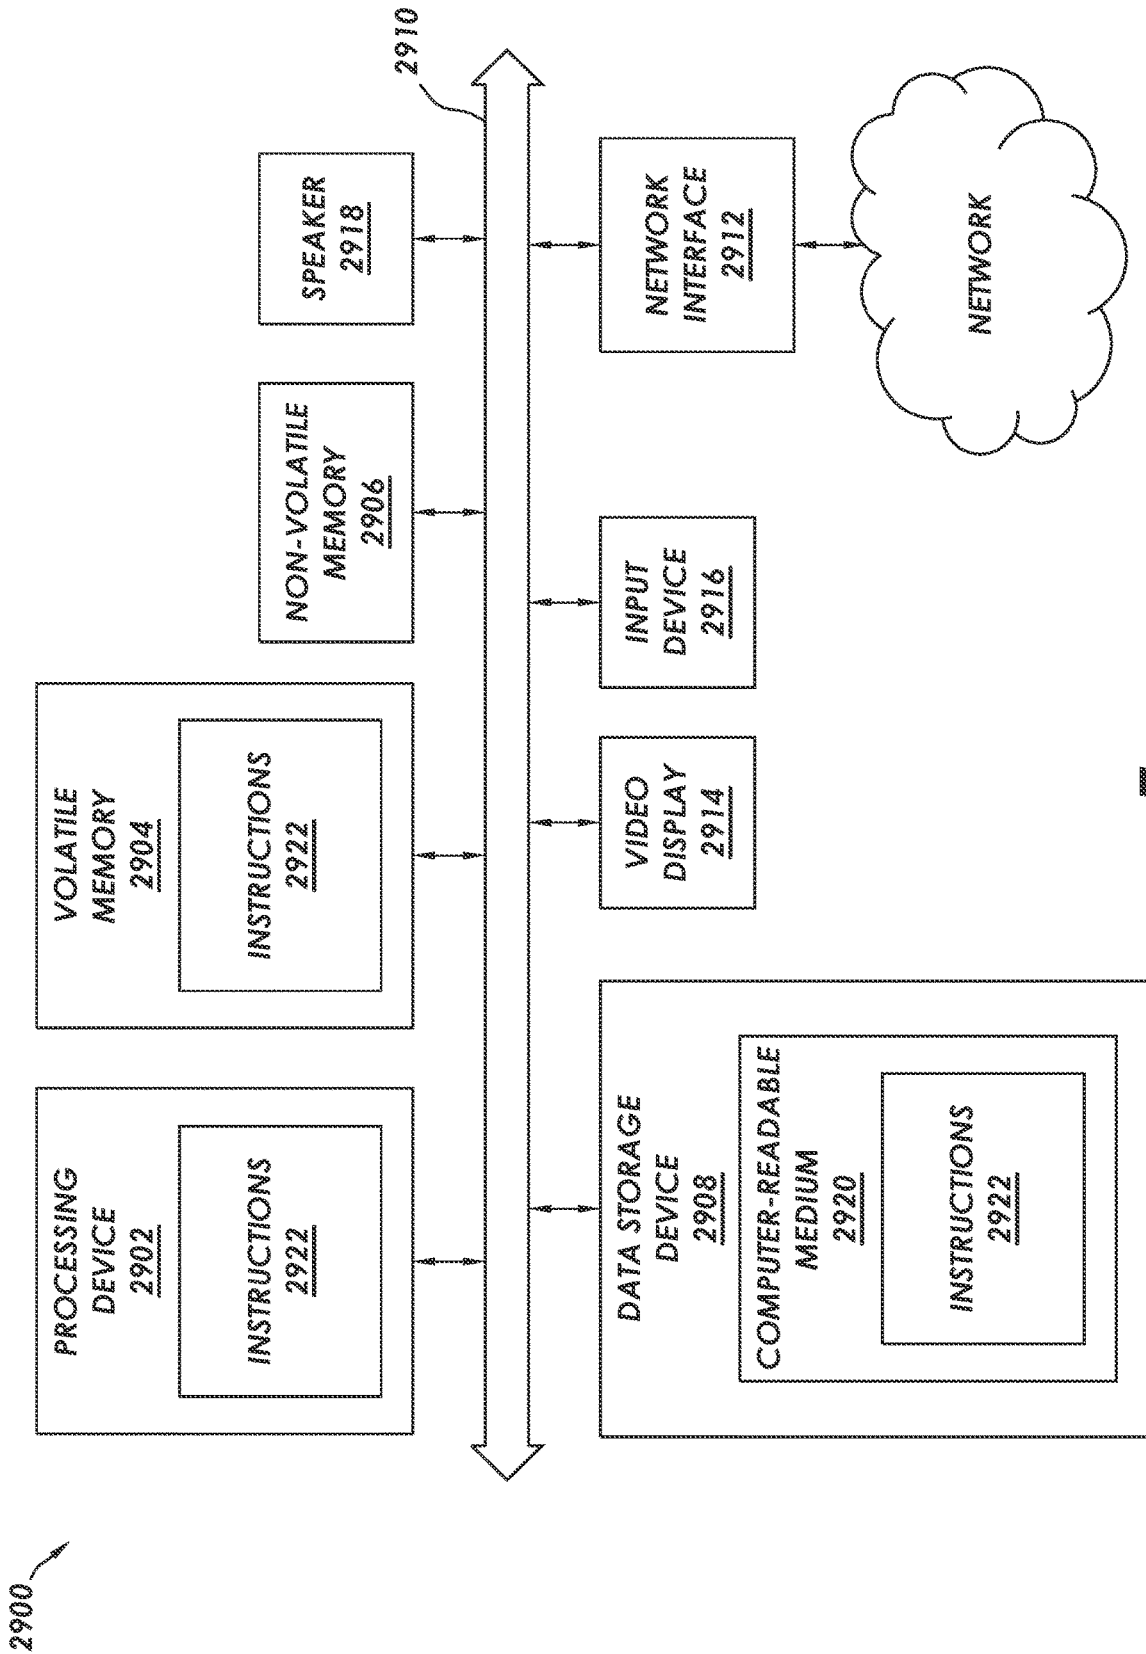 2900
PROCESSING
DEVICE
2902
INSTRUCTIONS
2922
VOLATILE
MEMORY
2904
INSTRUCTIONS
2922
NON-VOLATILE
MEMORY
2906
SPEAKER
2918
2910
DATA STORAGE
DEVICE
2908
COMPUTER-READABLE
MEDIUM
2920
INSTRUCTIONS
2922
VIDEO
DISPLAY
2914
INPUT
DEVICE
2916
NETWORK
INTERFACE
2912
NETWORK